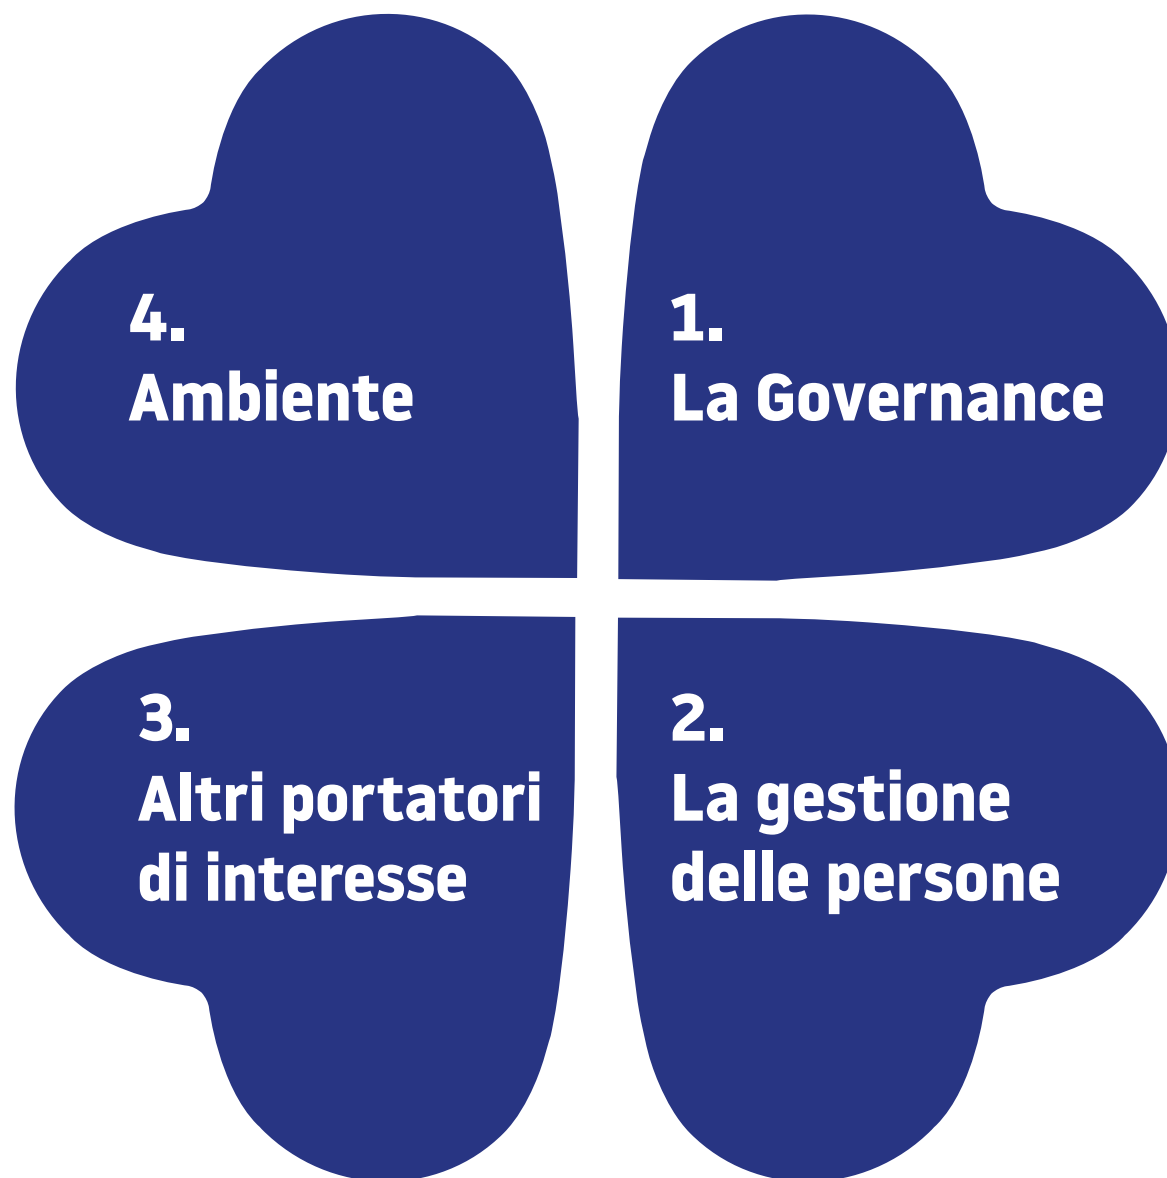 4.
Ambiente
1.
La Governance
3.
Altri portatori
di interesse
2.
La gestione
delle persone